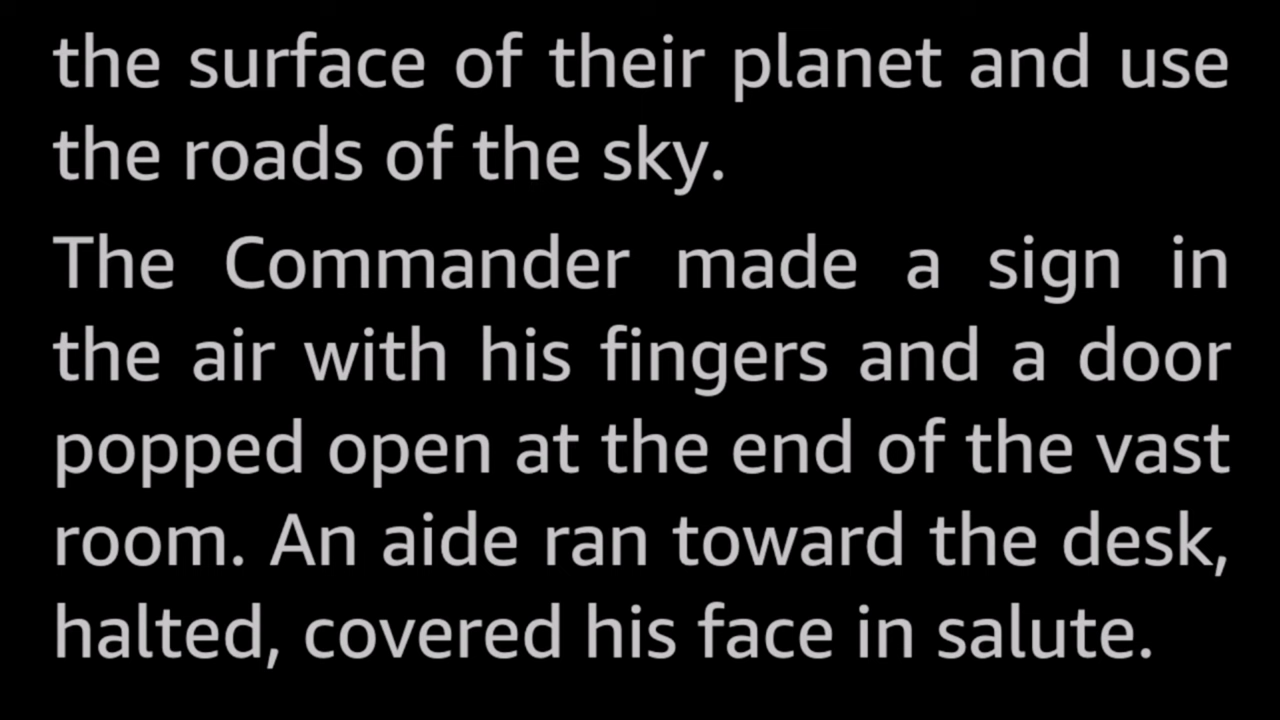 the surface of their planet and use
the roads of the sky.
The Commander made a sign in
the air with his fingers and a door
popped open at the end of the vast
room. An aide ran toward the desk,
halted, covered his face in salute.